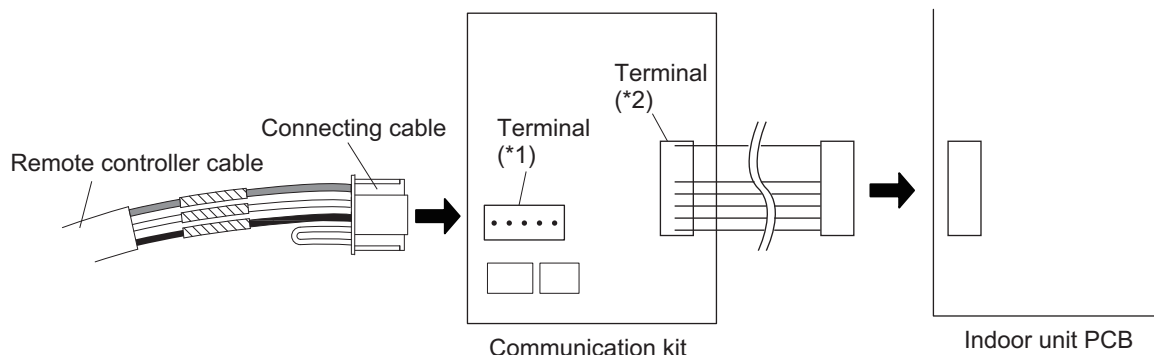 Remote controller cable
Connecting cable
Terminal
(*1)
Terminal
(*2)
Communication kit
Indoor unit PCB